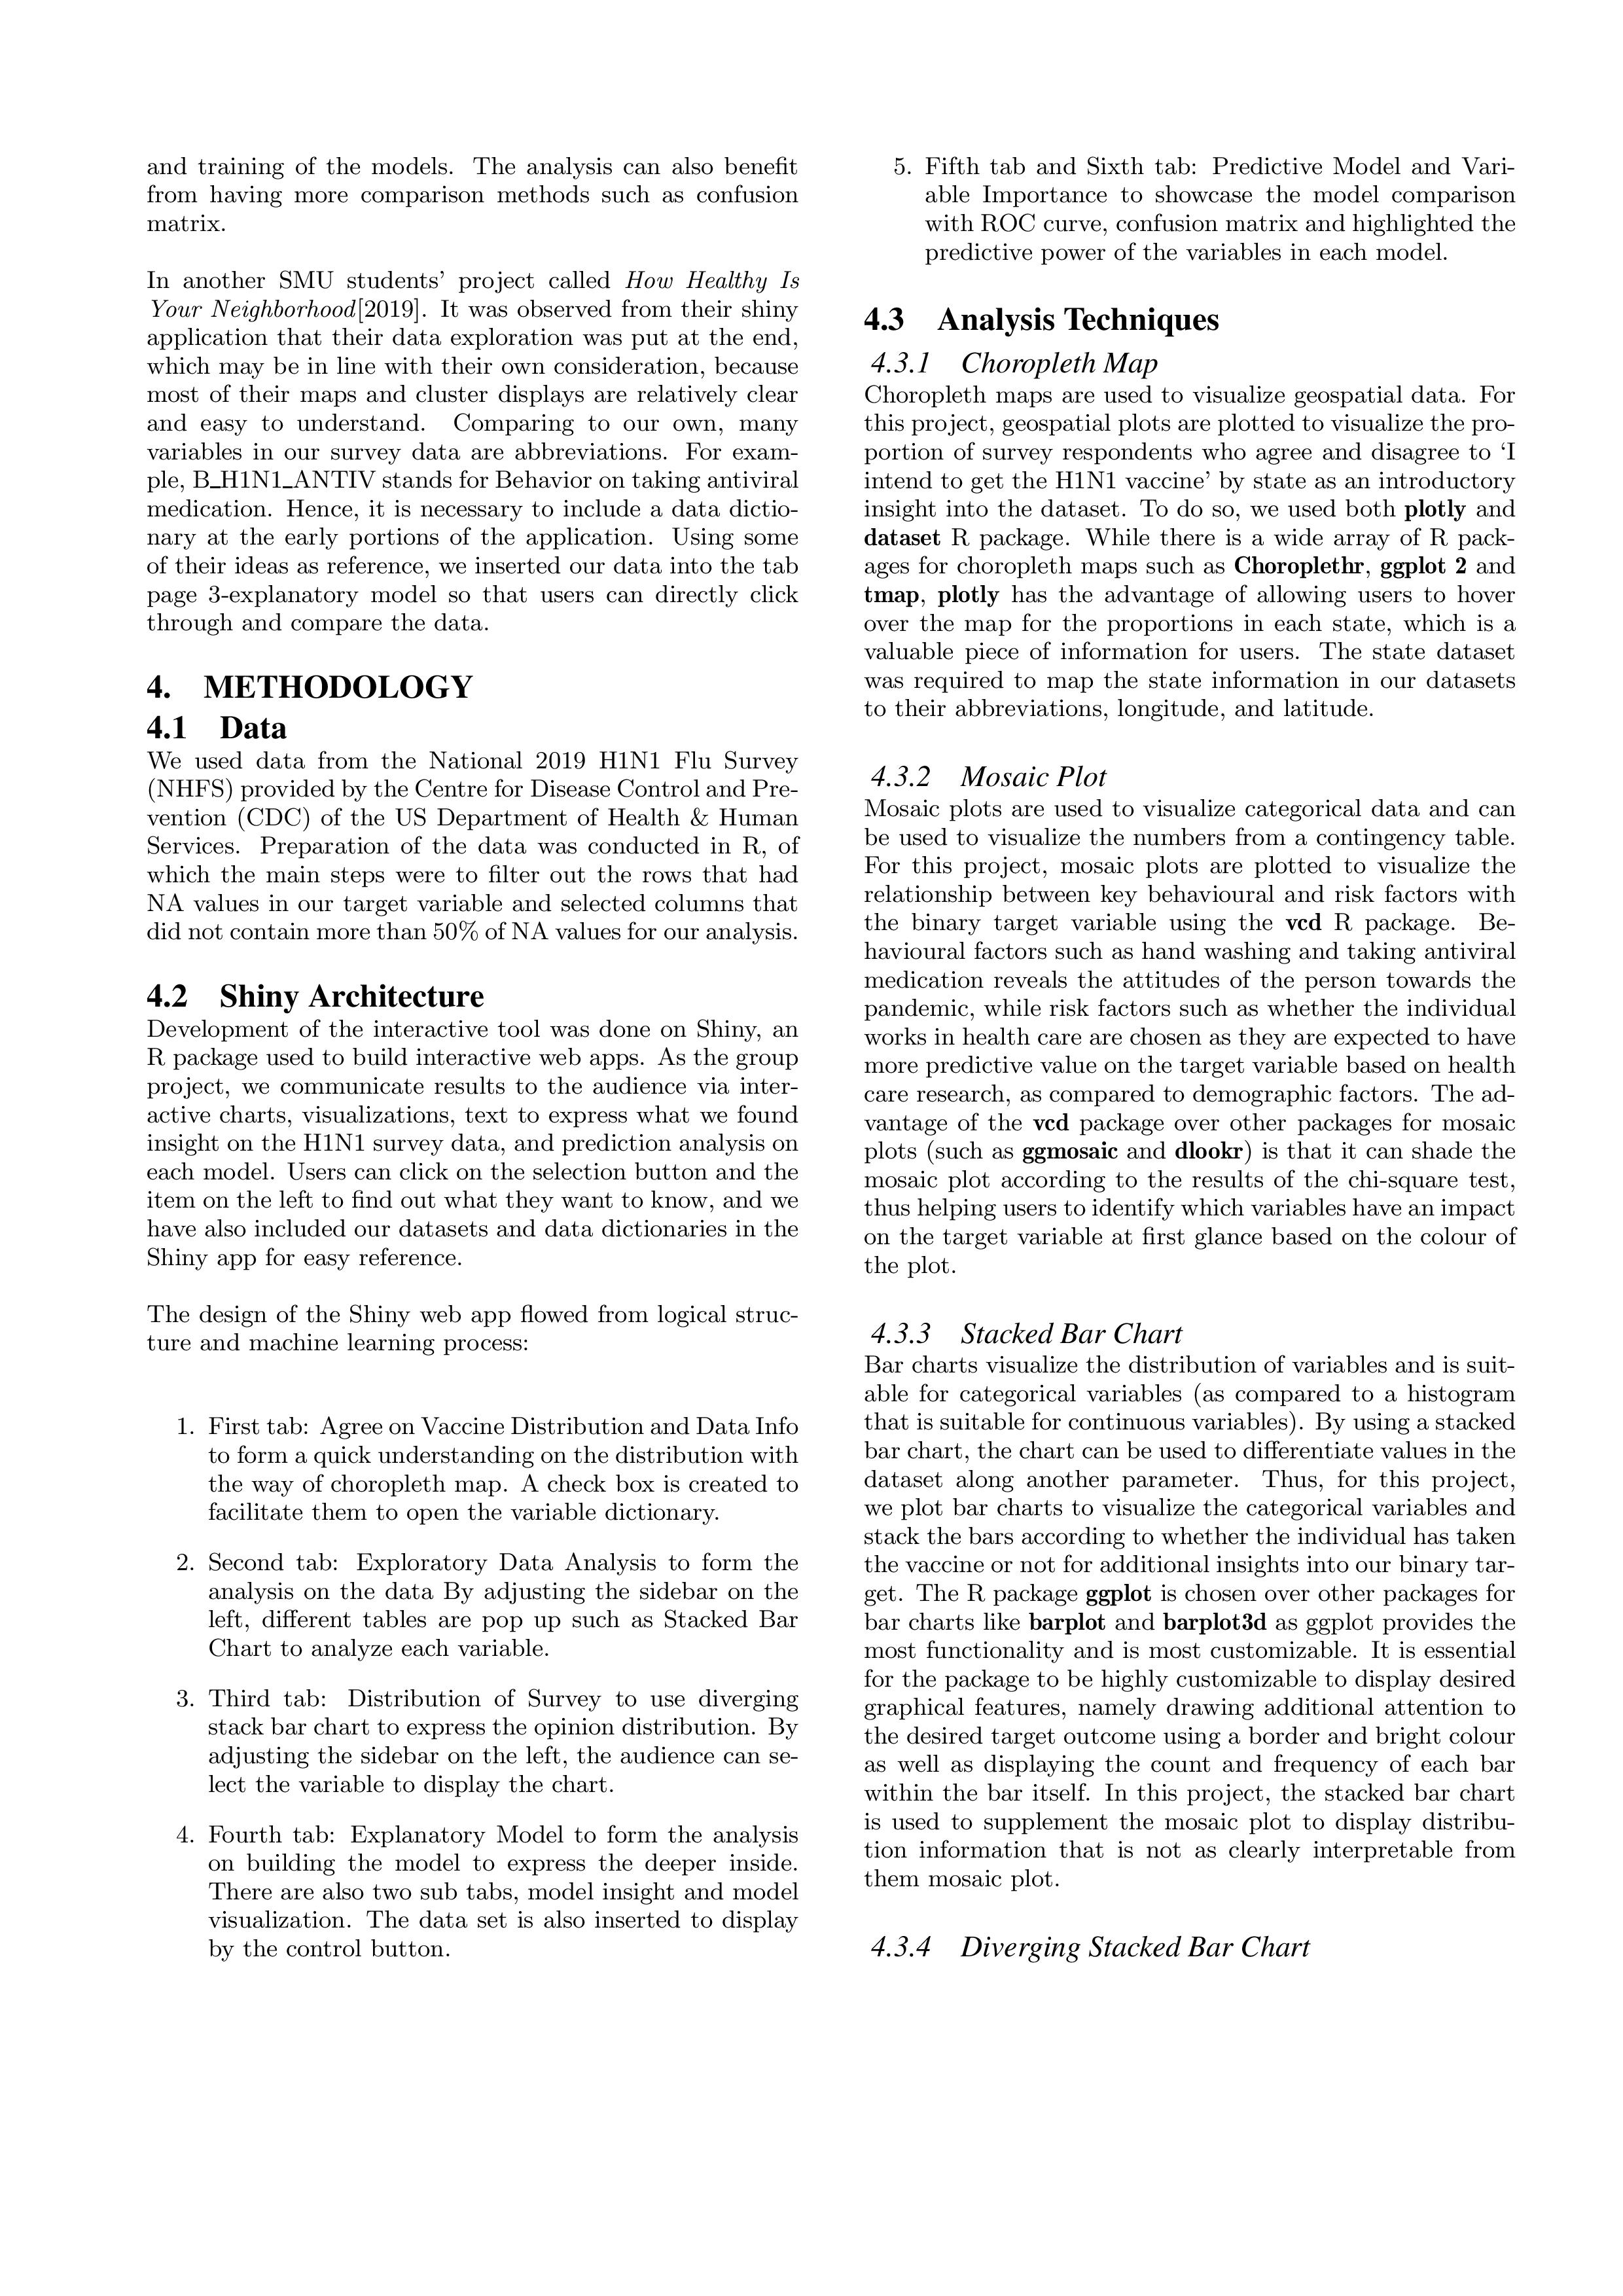 and training of the models. The analysis can also benefit
from having more comparison methods such as confusion
matrix.
In another SMU students' project called How Healthy Is
Your Neighborhood[2019]. It was observed from their shiny
application that their data exploration was put at the end,
which may be in line with their own consideration, because
most of their maps and cluster displays are relatively clear
and easy to understand. Comparing to our own, many
variables in our survey data are abbreviations. For exam-
ple, B_H1N1_ANTIV stands for Behavior on taking antiviral
medication. Hence, it is necessary to include a data dictio-
nary at the early portions of the application. Using some
of their ideas as reference, we inserted our data into the tab
page 3-explanatory model so that users can directly click
through and compare the data.
4. METHODOLOGY
4.1 Data
We used data from the National 2019 H1N1 Flu Survey
(NHFS) provided by the Centre for Disease Control and Pre-
vention (CDC) of the US Department of Health & Human
Services. Preparation of the data was conducted in R, of
which the main steps were to filter out the rows that had
NA values in our target variable and selected columns that
did not contain more than 50% of NA values for our analysis.
4.2 Shiny Architecture
Development of the interactive tool was done on Shiny, an
R package used to build interactive web apps. As the group
project, we communicate results to the audience via inter-
active charts, visualizations, text to express what we found
insight on the H1N1 survey data, and prediction analysis on
each model. Users can click on the selection button and the
item on the left to find out what they want to know, and we
have also included our datasets and data dictionaries in the
Shiny app for easy reference.
The design of the Shiny web app flowed from logical struc-
ture and machine learning process:
1. First tab: Agree on Vaccine Distribution and Data Info
to form a quick understanding on the distribution with
the way of choropleth map. A check box is created to
facilitate them to open the variable dictionary.
2. Second tab: Exploratory Data Analysis to form the
analysis on the data By adjusting the sidebar on the
left, different tables are pop up such as Stacked Bar
Chart to analyze each variable.
3. Third tab: Distribution of Survey to use diverging
stack bar chart to express the opinion distribution. By
adjusting the sidebar on the left, the audience can se-
lect the variable to display the chart.
4. Fourth tab: Explanatory Model to form the analysis
on building the model to express the deeper inside.
There are also two sub tabs, model insight and model
visualization. The data set is also inserted to display
by the control button.
5. Fifth tab and Sixth tab: Predictive Model and Vari-
able Importance to showcase the model comparison
with ROC curve, confusion matrix and highlighted the
predictive power of the variables in each model.
4.3 Analysis Techniques
4.3.1 Choropleth Map
Choropleth maps are used to visualize geospatial data. For
this project, geospatial plots are plotted to visualize the pro-
portion of survey respondents who agree and disagree to ‘I
intend to get the H1N1 vaccine’ by state as an introductory
insight into the dataset. To do so, we used both plotly and
dataset R package. While there is a wide array of R pack-
ages for choropleth maps such as Choroplethr, ggplot 2 and
tmap, plotly has the advantage of allowing users to hover
over the map for the proportions in each state, which is a
valuable piece of information for users. The state dataset
was required to map the state information in our datasets
to their abbreviations, longitude, and latitude.
4.3.2 Mosaic Plot
Mosaic plots are used to visualize categorical data and can
be used to visualize the numbers from a contingency table.
For this project, mosaic plots are plotted to visualize the
relationship between key behavioural and risk factors with
the binary target variable using the vcd R package. Be-
havioural factors such as hand washing and taking antiviral
medication reveals the attitudes of the person towards the
pandemic, while risk factors such as whether the individual
works in health care are chosen as they are expected to have
more predictive value on the target variable based on health
care research, as compared to demographic factors. The ad-
vantage of the vcd package over other packages for mosaic
plots (such as ggmosaic and dlookr) is that it can shade the
mosaic plot according to the results of the chi-square test,
thus helping users to identify which variables have an impact
on the target variable at first glance based on the colour of
the plot.
4.3.3 Stacked Bar Chart
Bar charts visualize the distribution of variables and is suit-
able for categorical variables (as compared to a histogram
that is suitable for continuous variables). By using a stacked
bar chart, the chart can be used to differentiate values in the
dataset along another parameter. Thus, for this project,
we plot bar charts to visualize the categorical variables and
stack the bars according to whether the individual has taken
the vaccine or not for additional insights into our binary tar-
get. The R package ggplot is chosen over other packages for
bar charts like barplot and barplot3d as ggplot provides the
most functionality and is most customizable. It is essential
for the package to be highly customizable to display desired
graphical features, namely drawing additional attention to
the desired target outcome using a border and bright colour
as well as displaying the count and frequency of each bar
within the bar itself. In this project, the stacked bar chart
is used to supplement the mosaic plot to display distribu-
tion information that is not as clearly interpretable from
them mosaic plot.
4.3.4 Diverging Stacked Bar Chart